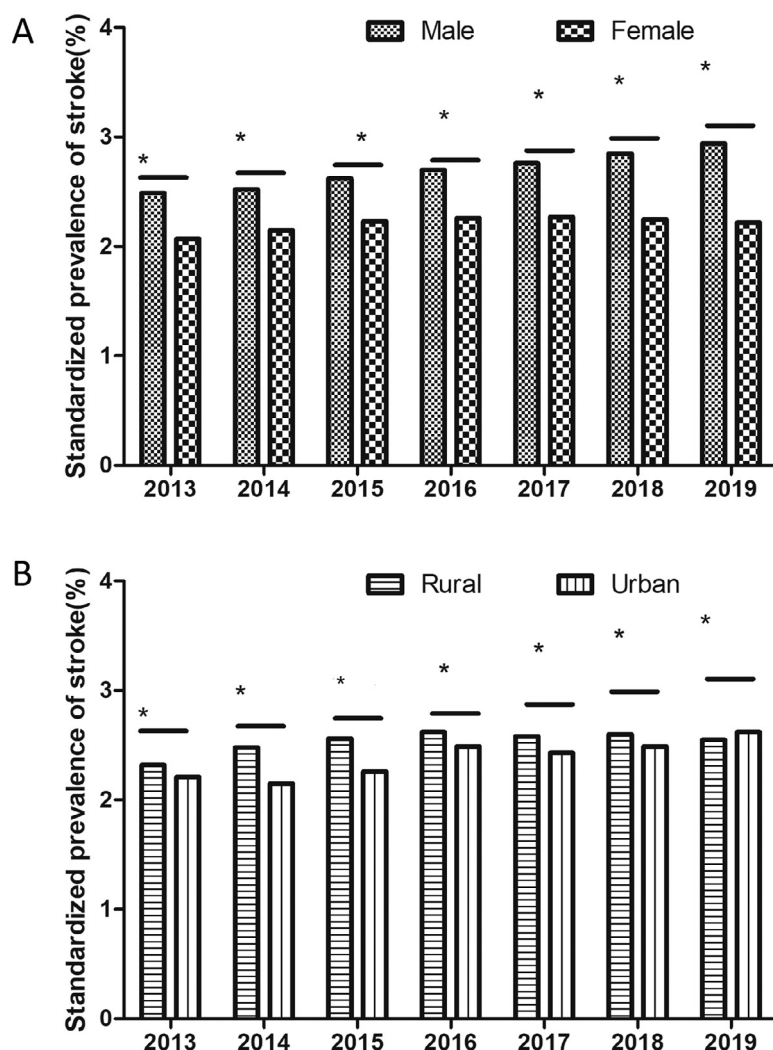 A
Standardized prevalence of stroke(%)
4
3
2
1
0
Male Female
* * * * * * *
2013 2014 2015 2016 2017 2018 2019
B
Standardized prevalence of stroke(%)
4
3
2
1
0
Rural Urban
* * * * * * *
2013 2014 2015 2016 2017 2018 2019